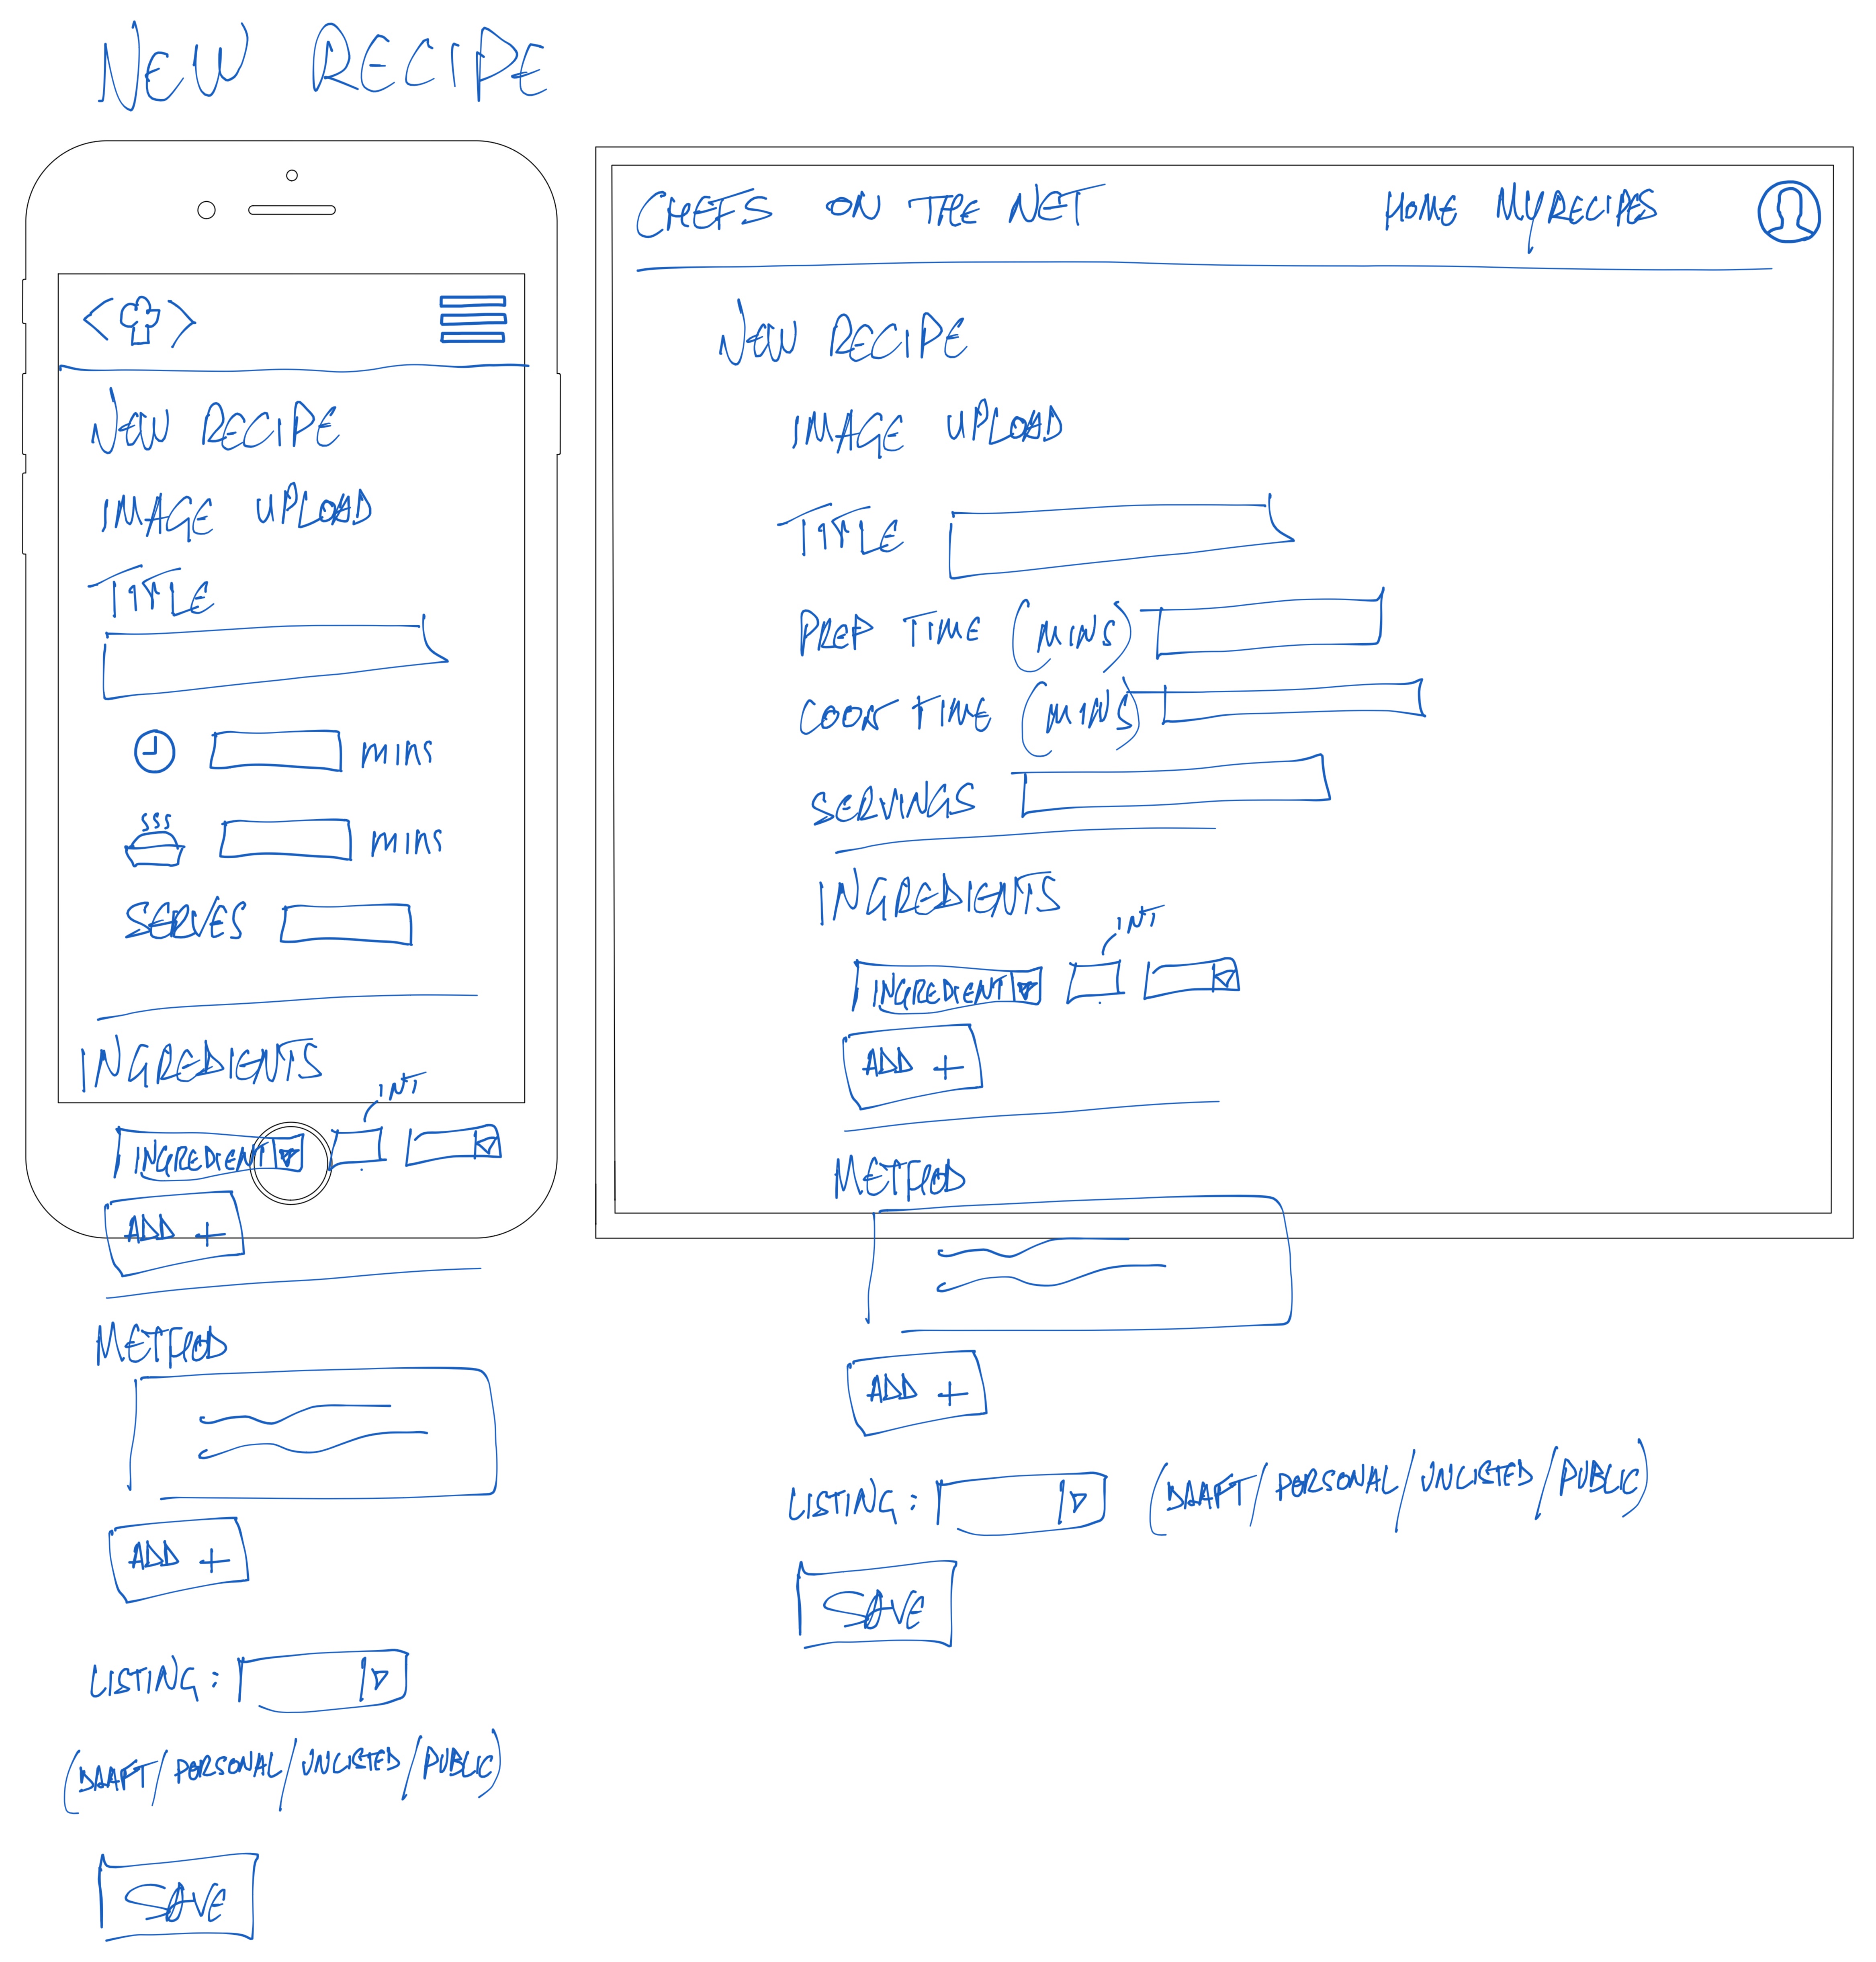 NEW RECIPE
NEW RECIPE
IMAGE UPLOAD
TITLE
mins
mins
SERVES
INGREDIENTS
INT
INGREDIENT
ADD +
METHOD
ADD +
LISTING:
(DRAFT/PERSONAL/UNLISTED/PUBLIC)
SAVE
CHEFS ON THE NET HOME MY RECIPES
NEW RECIPE
IMAGE UPLOAD
TITLE
PREP TIME (MINS)
COOK TIME (MINS)
SERVINGS
INGREDIENTS
INT
INGREDIENT
ADD +
METHOD
ADD +
LISTING: (DRAFT/PERSONAL/UNLISTED/PUBLIC)
SAVE